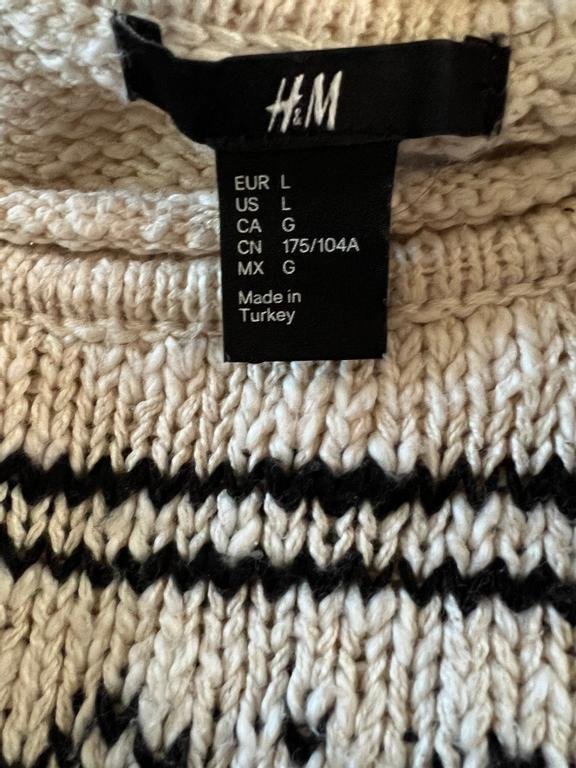 H&M
EUR L
US L
CA G
CN 175/104A
MX G
Made in
Turkey